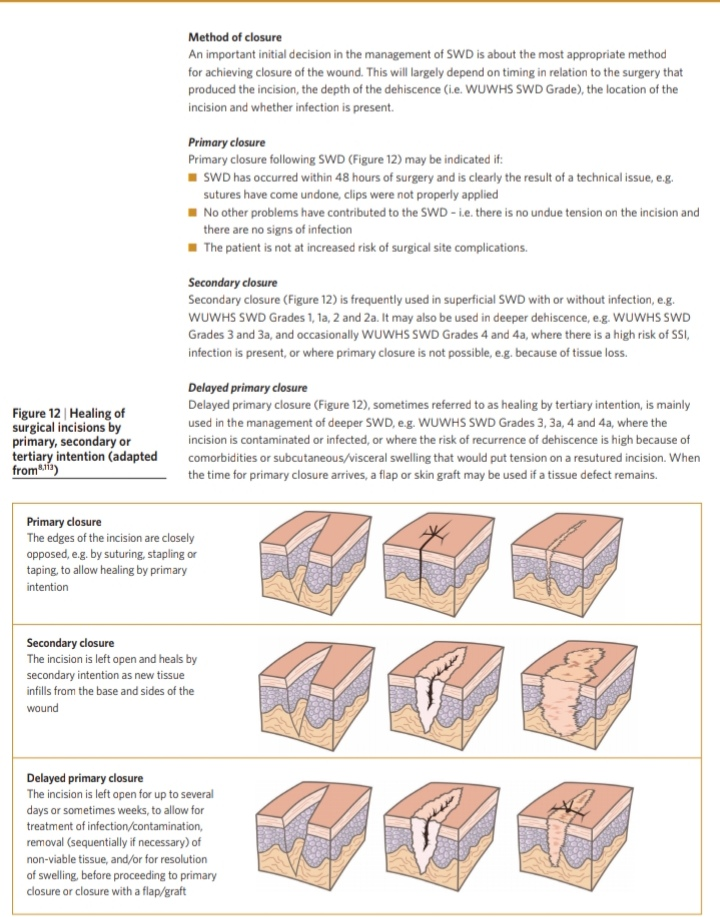 Method of closure
An important initial decision in the management of SWD is about the most appropriate method
for achieving closure of the wound. This will largely depend on timing in relation to the surgery that
produced the incision, the depth of the dehiscence (i.e. WUWHS SWD Grade), the location of the
incision and whether infection is present.
Primary closure
Primary closure following SWD (Figure 12) may be indicated if:
■ SWD has occurred within 48 hours of surgery and is clearly the result of a technical issue, e.g.
sutures have come undone, clips were not properly applied
■ No other problems have contributed to the SWD – i.e. there is no undue tension on the incision and
there are no signs of infection
■ The patient is not at increased risk of surgical site complications.
Secondary closure
Secondary closure (Figure 12) is frequently used in superficial SWD with or without infection, e.g.
WUWHS SWD Grades 1, 1a, 2 and 2a. It may also be used in deeper dehiscence, e.g. WUWHS SWD
Grades 3 and 3a, and occasionally WUWHS SWD Grades 4 and 4a, where there is a high risk of SSI,
infection is present, or where primary closure is not possible, e.g. because of tissue loss.
Delayed primary closure
Delayed primary closure (Figure 12), sometimes referred to as healing by tertiary intention, is mainly
used in the management of deeper SWD, e.g. WUWHS SWD Grades 3, 3a, 4 and 4a, where the
incision is contaminated or infected, or where the risk of recurrence of dehiscence is high because of
comorbidities or subcutaneous/visceral swelling that would put tension on a resutured incision. When
the time for primary closure arrives, a flap or skin graft may be used if a tissue defect remains.
Figure 12 | Healing of
surgical incisions by
primary, secondary or
tertiary intention (adapted
from8,113)
Primary closure
The edges of the incision are closely
opposed, e.g. by suturing, stapling or
taping, to allow healing by primary
intention
Secondary closure
The incision is left open and heals by
secondary intention as new tissue
infills from the base and sides of the
wound
Delayed primary closure
The incision is left open for up to several
days or sometimes weeks, to allow for
treatment of infection/contamination,
removal (sequentially if necessary) of
non-viable tissue, and/or for resolution
of swelling, before proceeding to primary
closure or closure with a flap/graft